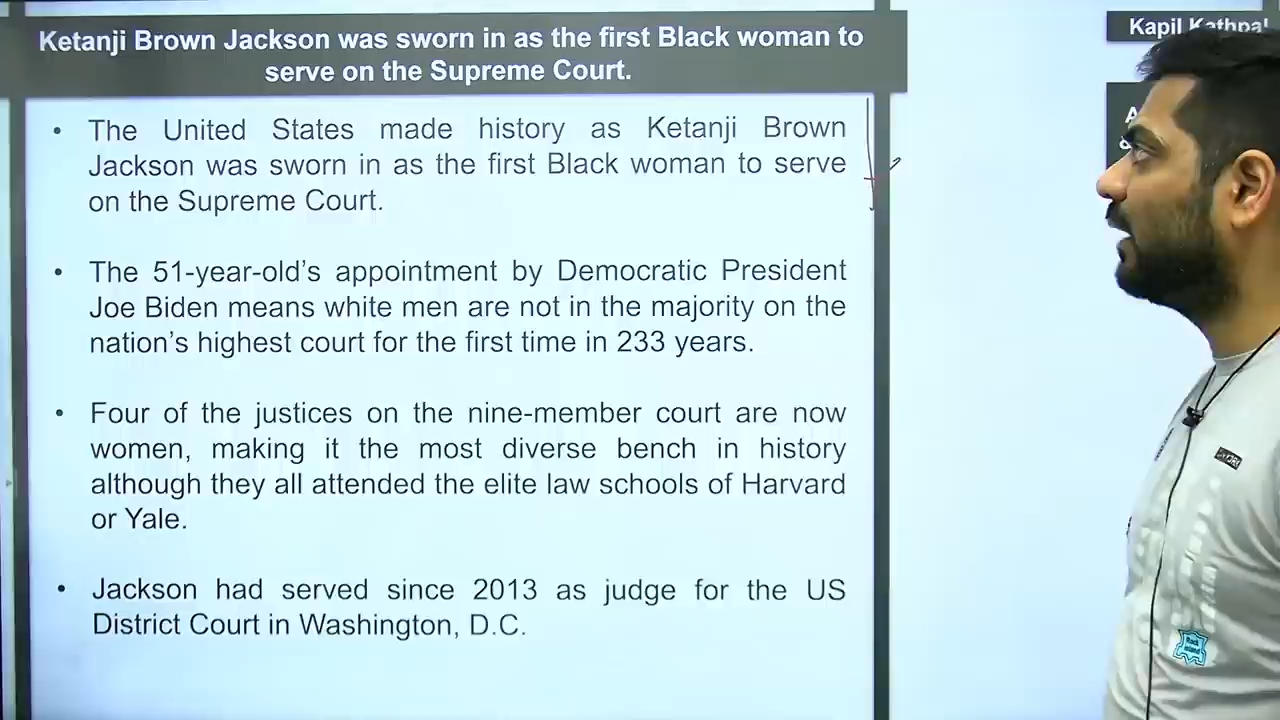 Ketanji Brown Jackson was sworn in as the first Black woman to
serve on the Supreme Court.
Kapil Kathpal
• The United States made history as Ketanji Brown
Jackson was sworn in as the first Black woman to serve
on the Supreme Court.
• The 51-year-old’s appointment by Democratic President
Joe Biden means white men are not in the majority on the
nation’s highest court for the first time in 233 years.
• Four of the justices on the nine-member court are now
women, making it the most diverse bench in history
although they all attended the elite law schools of Harvard
or Yale.
• Jackson had served since 2013 as judge for the US
District Court in Washington, D.C.